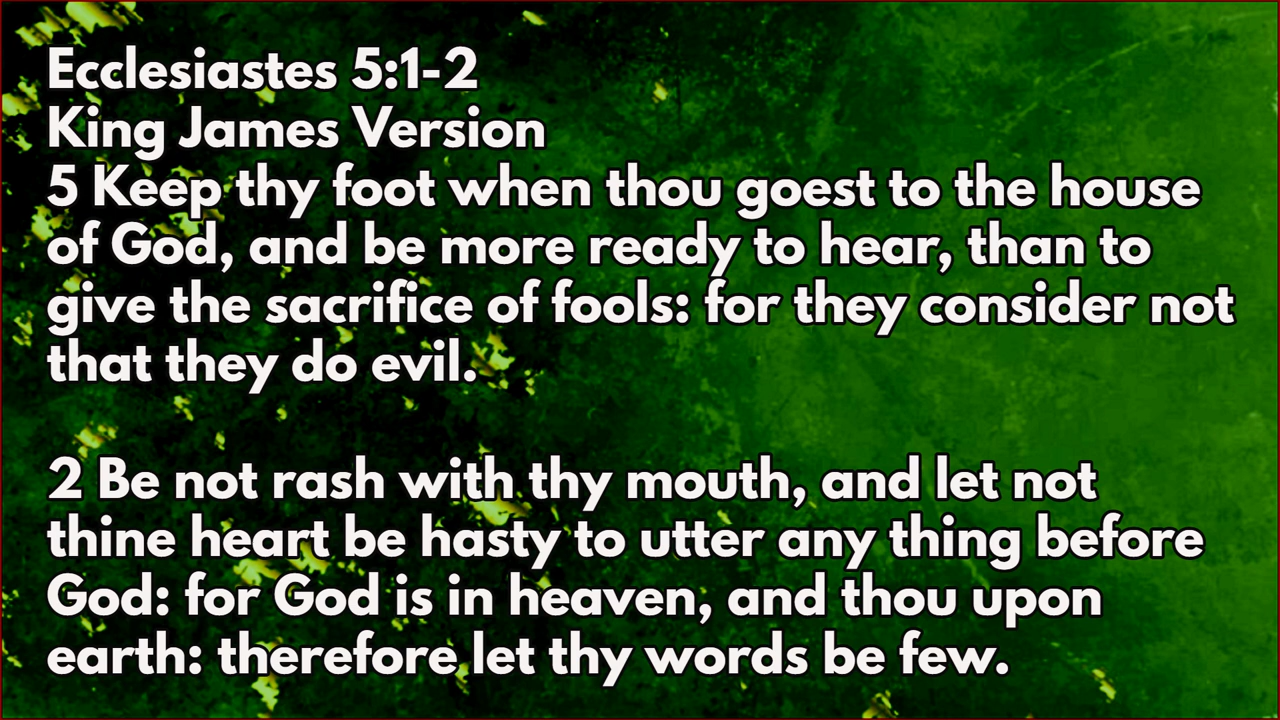 Ecclesiastes 5:1-2
King James Version
5 Keep thy foot when thou goest to the house
of God, and be more ready to hear, than to
give the sacrifice of fools: for they consider not
that they do evil.
2 Be not rash with thy mouth, and let not
thine heart be hasty to utter any thing before
God: for God is in heaven, and thou upon
earth: therefore let thy words be few.